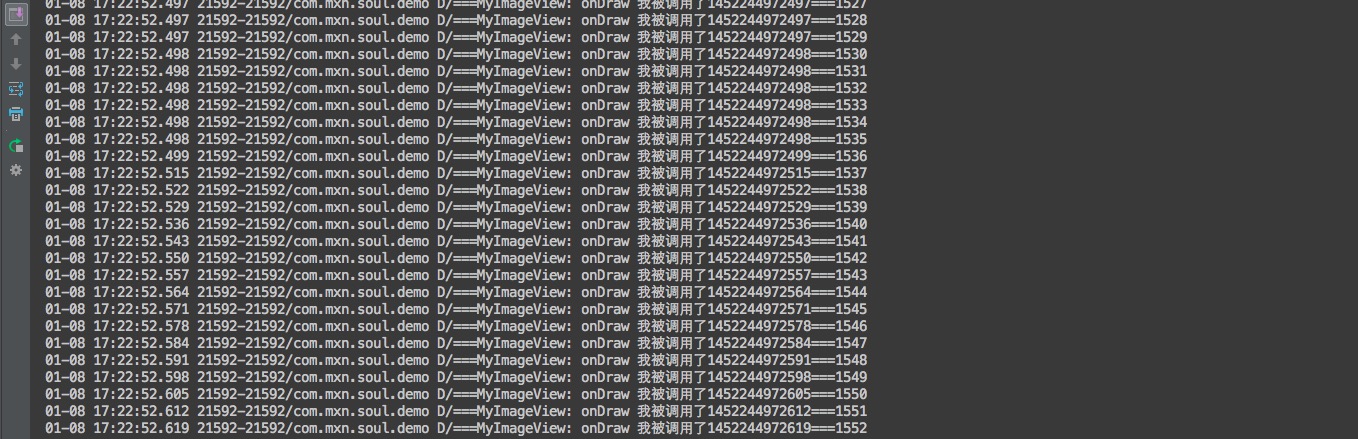 01-08 17:22:52.497 21592-21592/com.mxn.soul.demo D/===MyImageView: onDraw 我被调用了1452244972497===1527
01-08 17:22:52.497 21592-21592/com.mxn.soul.demo D/===MyImageView: onDraw 我被调用了1452244972497===1528
01-08 17:22:52.497 21592-21592/com.mxn.soul.demo D/===MyImageView: onDraw 我被调用了1452244972497===1529
01-08 17:22:52.498 21592-21592/com.mxn.soul.demo D/===MyImageView: onDraw 我被调用了1452244972498===1530
01-08 17:22:52.498 21592-21592/com.mxn.soul.demo D/===MyImageView: onDraw 我被调用了1452244972498===1531
01-08 17:22:52.498 21592-21592/com.mxn.soul.demo D/===MyImageView: onDraw 我被调用了1452244972498===1532
01-08 17:22:52.498 21592-21592/com.mxn.soul.demo D/===MyImageView: onDraw 我被调用了1452244972498===1533
01-08 17:22:52.498 21592-21592/com.mxn.soul.demo D/===MyImageView: onDraw 我被调用了1452244972498===1534
01-08 17:22:52.498 21592-21592/com.mxn.soul.demo D/===MyImageView: onDraw 我被调用了1452244972498===1535
01-08 17:22:52.499 21592-21592/com.mxn.soul.demo D/===MyImageView: onDraw 我被调用了1452244972499===1536
01-08 17:22:52.515 21592-21592/com.mxn.soul.demo D/===MyImageView: onDraw 我被调用了1452244972515===1537
01-08 17:22:52.522 21592-21592/com.mxn.soul.demo D/===MyImageView: onDraw 我被调用了1452244972522===1538
01-08 17:22:52.529 21592-21592/com.mxn.soul.demo D/===MyImageView: onDraw 我被调用了1452244972529===1539
01-08 17:22:52.536 21592-21592/com.mxn.soul.demo D/===MyImageView: onDraw 我被调用了1452244972536===1540
01-08 17:22:52.543 21592-21592/com.mxn.soul.demo D/===MyImageView: onDraw 我被调用了1452244972543===1541
01-08 17:22:52.550 21592-21592/com.mxn.soul.demo D/===MyImageView: onDraw 我被调用了1452244972550===1542
01-08 17:22:52.557 21592-21592/com.mxn.soul.demo D/===MyImageView: onDraw 我被调用了1452244972557===1543
01-08 17:22:52.564 21592-21592/com.mxn.soul.demo D/===MyImageView: onDraw 我被调用了1452244972564===1544
01-08 17:22:52.571 21592-21592/com.mxn.soul.demo D/===MyImageView: onDraw 我被调用了1452244972571===1545
01-08 17:22:52.578 21592-21592/com.mxn.soul.demo D/===MyImageView: onDraw 我被调用了1452244972578===1546
01-08 17:22:52.584 21592-21592/com.mxn.soul.demo D/===MyImageView: onDraw 我被调用了1452244972584===1547
01-08 17:22:52.591 21592-21592/com.mxn.soul.demo D/===MyImageView: onDraw 我被调用了1452244972591===1548
01-08 17:22:52.598 21592-21592/com.mxn.soul.demo D/===MyImageView: onDraw 我被调用了1452244972598===1549
01-08 17:22:52.605 21592-21592/com.mxn.soul.demo D/===MyImageView: onDraw 我被调用了1452244972605===1550
01-08 17:22:52.612 21592-21592/com.mxn.soul.demo D/===MyImageView: onDraw 我被调用了1452244972612===1551
01-08 17:22:52.619 21592-21592/com.mxn.soul.demo D/===MyImageView: onDraw 我被调用了1452244972619===1552